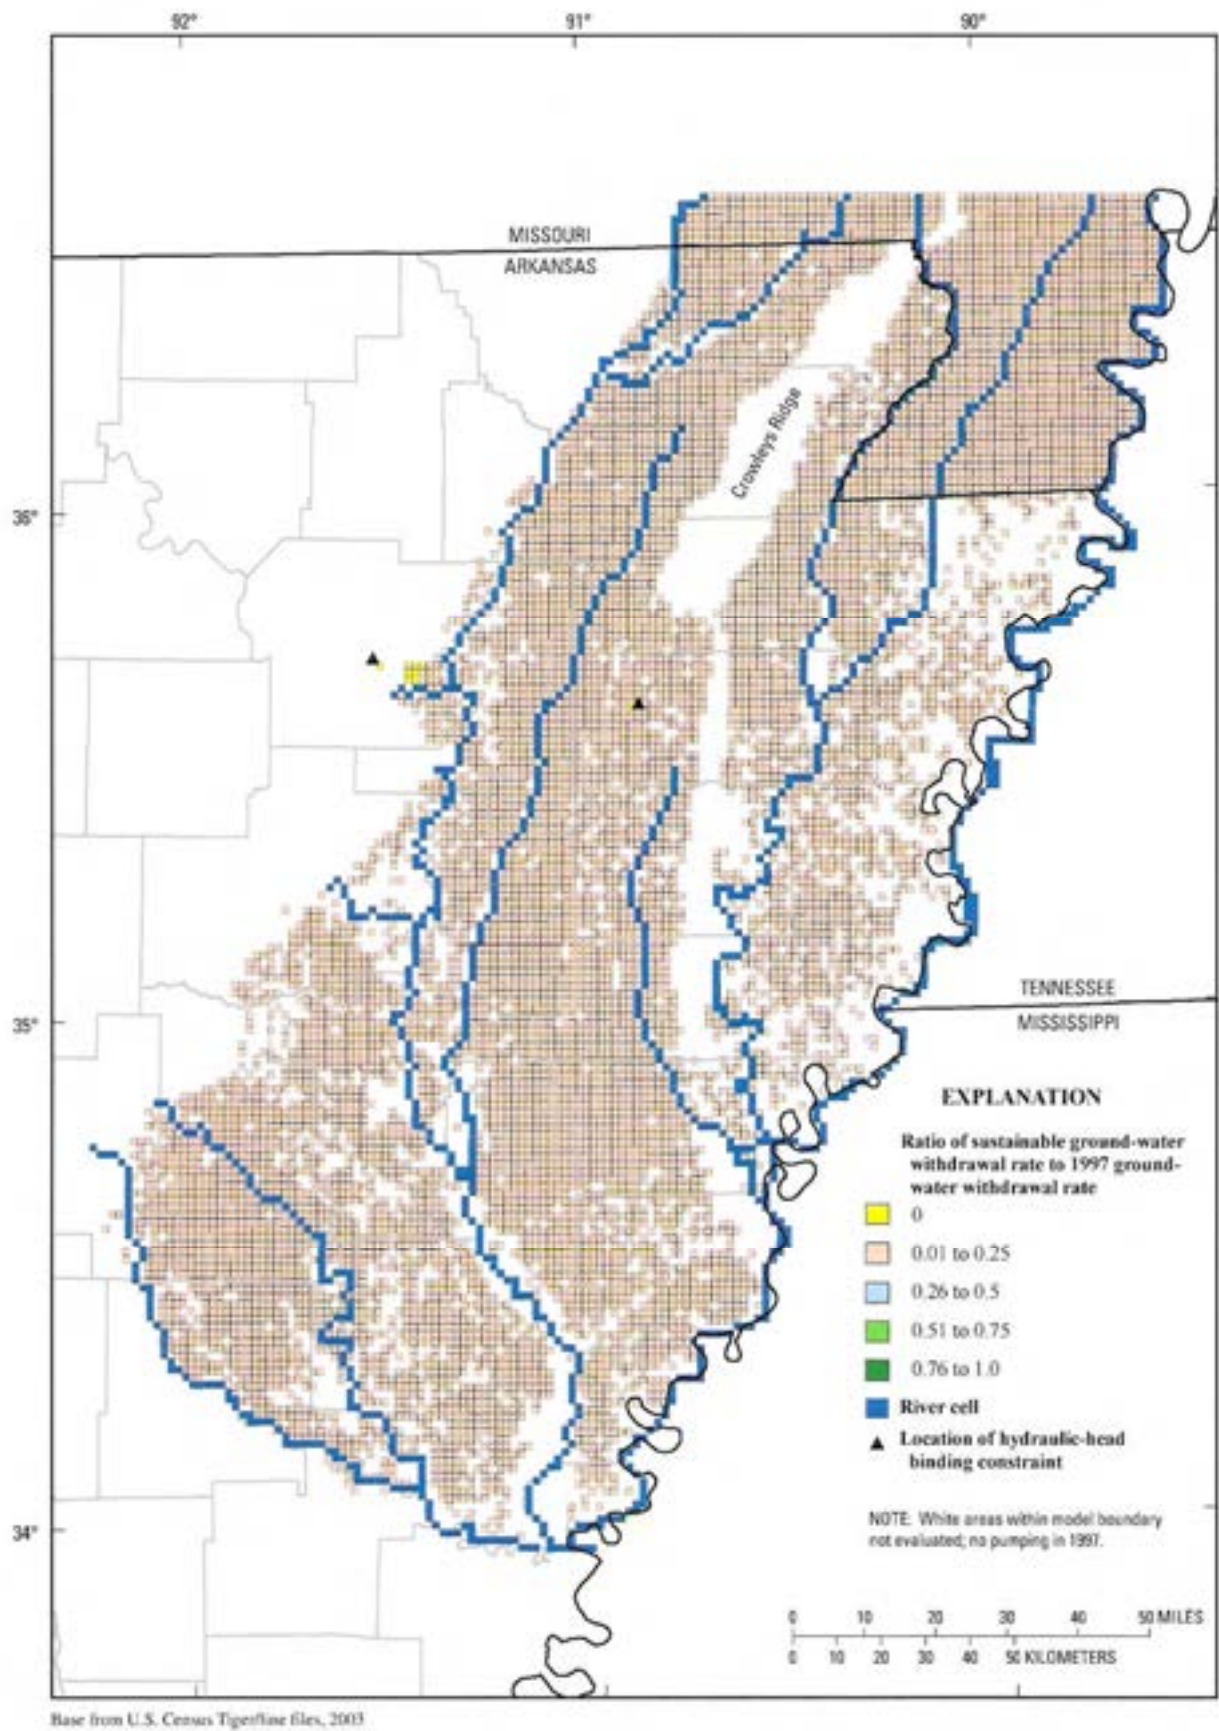 92°
91°
90°
MISSOURI
ARKANSAS
Crowleys Ridge
36°
35°
34°
TENNESSEE
MISSISSIPPI
EXPLANATION
Ratio of sustainable ground-water
withdrawal rate to 1997 ground-
water withdrawal rate
0
0.01 to 0.25
0.26 to 0.5
0.51 to 0.75
0.76 to 1.0
River cell
Location of hydraulic-head
binding constraint
NOTE: White areas within model boundary
not evaluated; no pumping in 1997.
0 10 20 30 40 50 MILES
0 10 20 30 40 50 KILOMETERS
Base from U.S. Census Tiger/line files, 2003